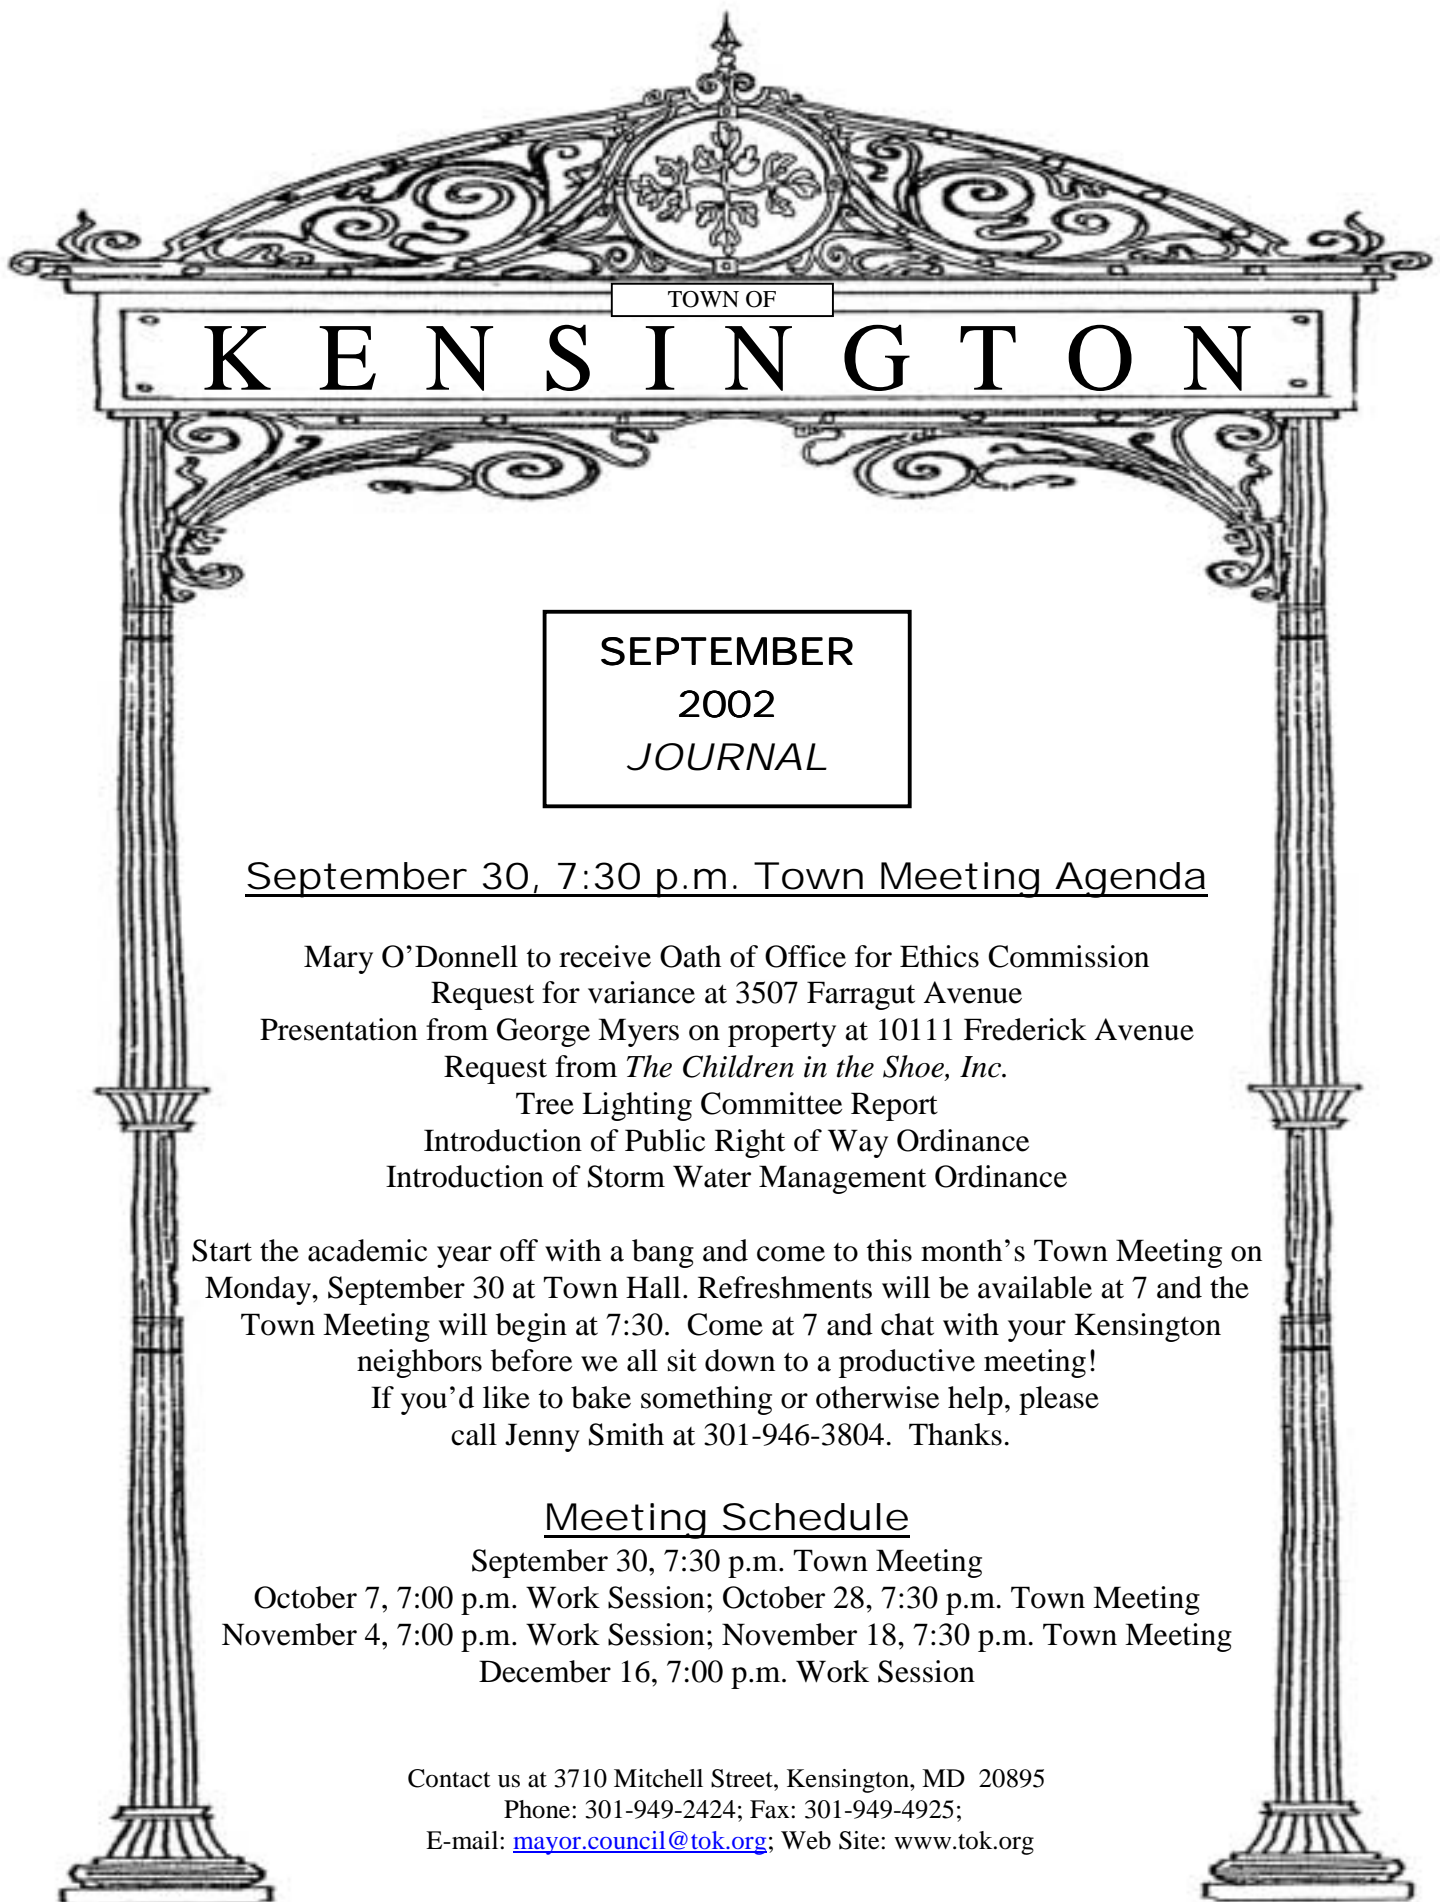 TOWN OF
KENSINGTON
SEPTEMBER
2002
JOURNAL
September 30, 7:30 p.m. Town Meeting Agenda
Mary O’Donnell to receive Oath of Office for Ethics Commission
Request for variance at 3507 Farragut Avenue
Presentation from George Myers on property at 10111 Frederick Avenue
Request from The Children in the Shoe, Inc.
Tree Lighting Committee Report
Introduction of Public Right of Way Ordinance
Introduction of Storm Water Management Ordinance
Start the academic year off with a bang and come to this month’s Town Meeting on
Monday, September 30 at Town Hall. Refreshments will be available at 7 and the
Town Meeting will begin at 7:30.  Come at 7 and chat with your Kensington
neighbors before we all sit down to a productive meeting!
If you’d like to bake something or otherwise help, please
call Jenny Smith at 301-946-3804.  Thanks.
Meeting Schedule
September 30, 7:30 p.m. Town Meeting
October 7, 7:00 p.m. Work Session; October 28, 7:30 p.m. Town Meeting
November 4, 7:00 p.m. Work Session; November 18, 7:30 p.m. Town Meeting
December 16, 7:00 p.m. Work Session
Contact us at 3710 Mitchell Street, Kensington, MD  20895
Phone: 301-949-2424; Fax: 301-949-4925;
E-mail: mayor.council@tok.org; Web Site: www.tok.org